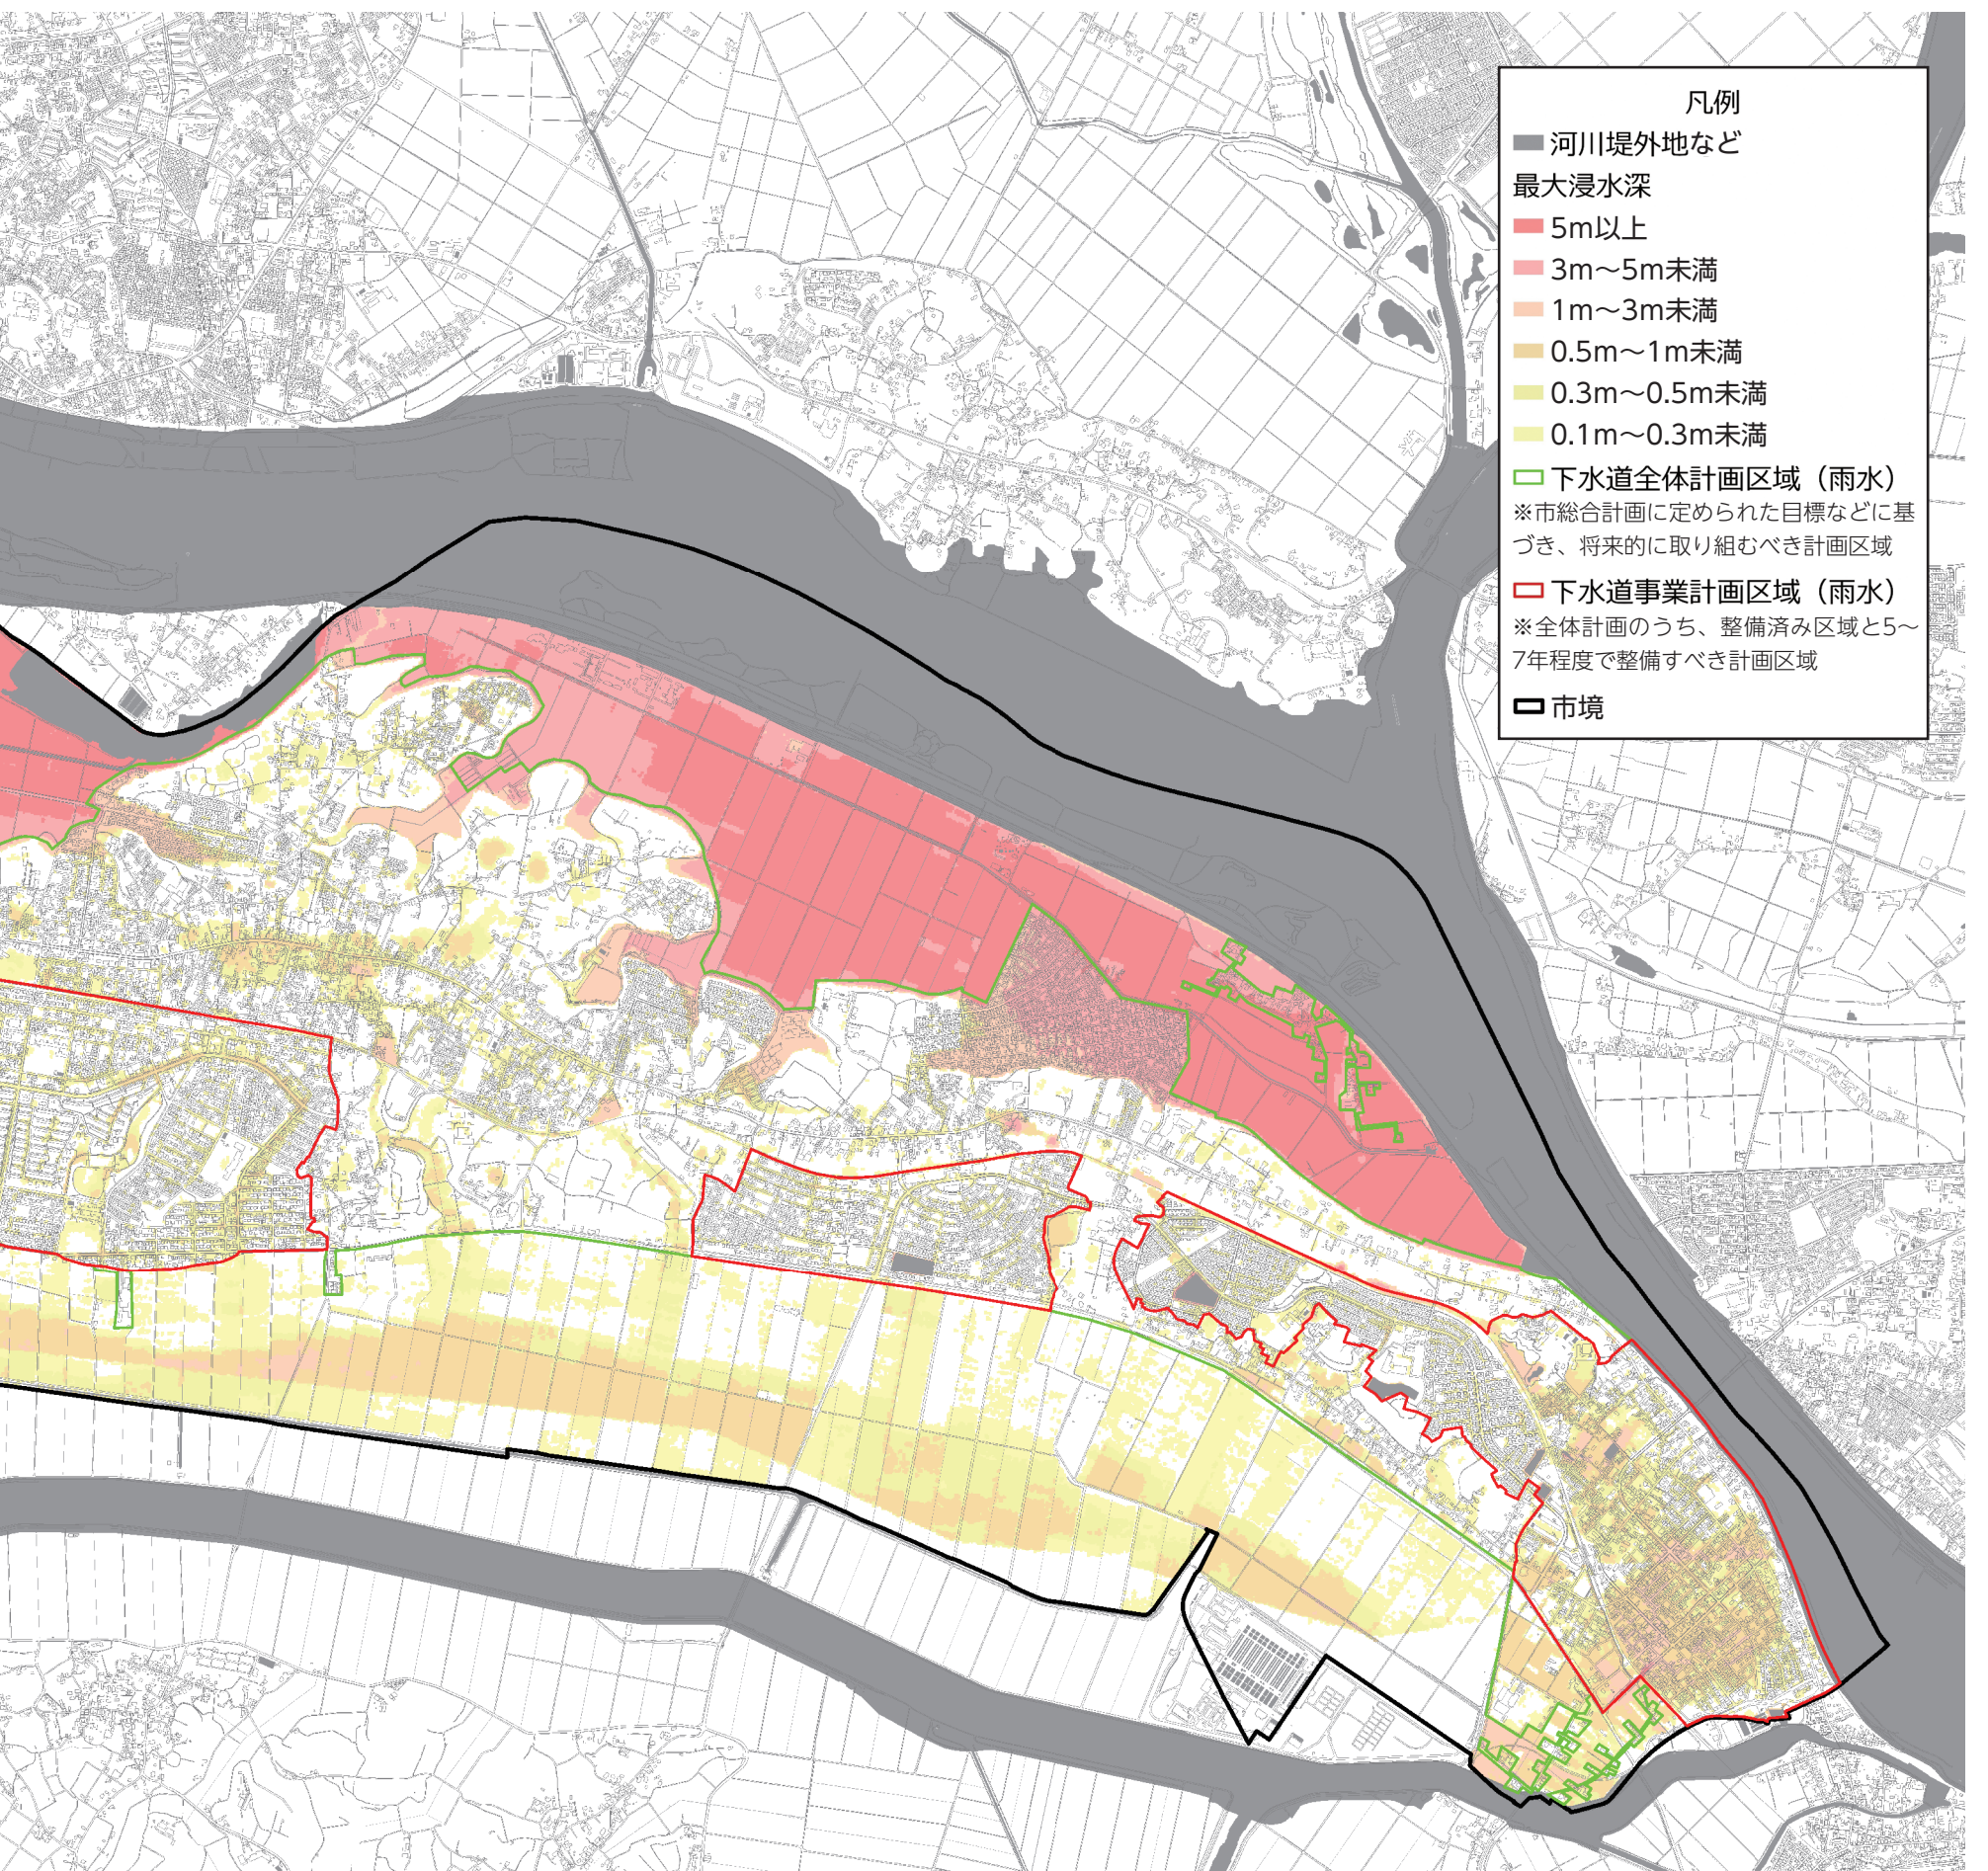 凡例
河川堤外地など
最大浸水深
5m以上
3m～5m未満
1m～3m未満
0.5m～1m未満
0.3m～0.5m未満
0.1m～0.3m未満
下水道全体計画区域（雨水）
※市総合計画に定められた目標などに基
づき、将来的に取り組むべき計画区域
下水道事業計画区域（雨水）
※全体計画のうち、整備済み区域と5～
7年程度で整備すべき計画区域
市境